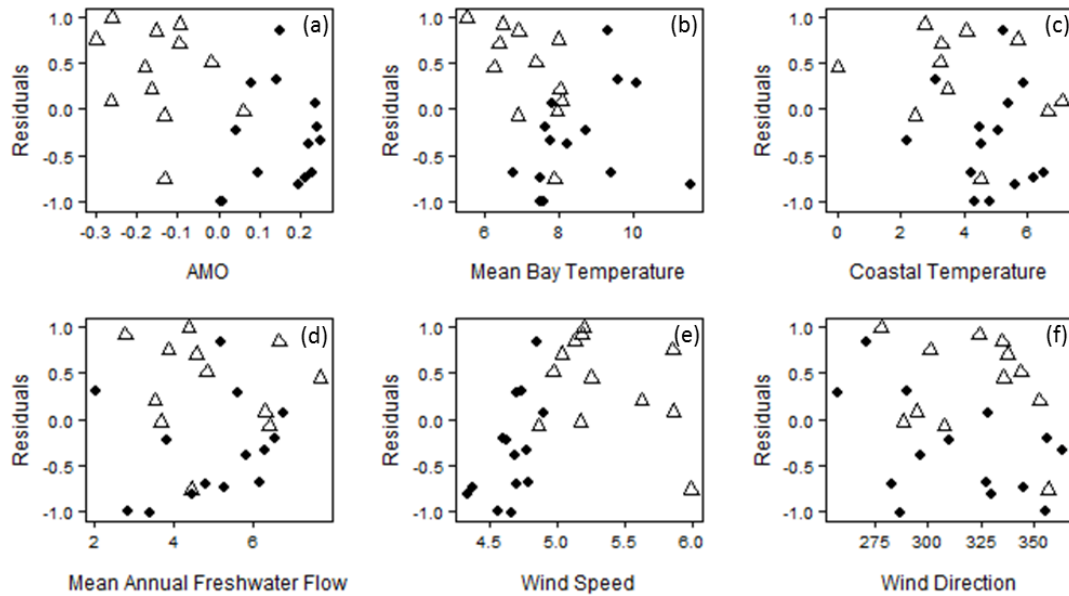 (a)
1.0
0.5
0.0
-0.5
-1.0
Residuals
-0.3 -0.2 -0.1 0.0 0.1 0.2
AMO
(b)
1.0
0.5
0.0
-0.5
-1.0
Residuals
6 8 10
Mean Bay Temperature
(c)
1.0
0.5
0.0
-0.5
-1.0
Residuals
0 2 4 6
Coastal Temperature
(d)
1.0
0.5
0.0
-0.5
-1.0
Residuals
2 4 6
Mean Annual Freshwater Flow
(e)
1.0
0.5
0.0
-0.5
-1.0
Residuals
4.5 5.0 5.5 6.0
Wind Speed
(f)
1.0
0.5
0.0
-0.5
-1.0
Residuals
275 300 325 350
Wind Direction